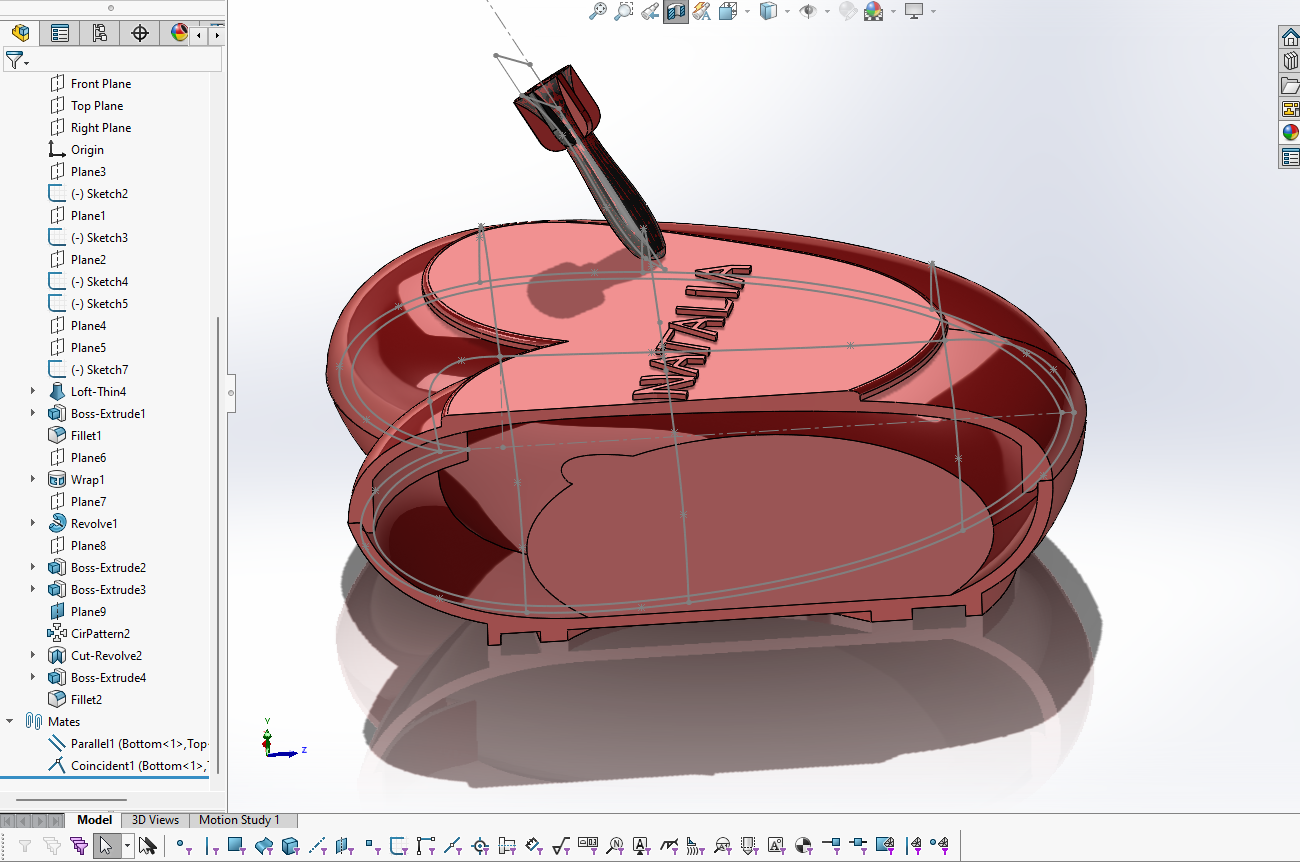 Front Plane
Top Plane
Right Plane
Origin
Plane3
(-) Sketch2
Plane1
(-) Sketch3
Plane2
(-) Sketch4
(-) Sketch5
Plane4
Plane5
(-) Sketch7
Loft-Thin4
Boss-Extrude1
Fillet1
Plane6
Wrap1
Plane7
Revolve1
Plane8
Boss-Extrude2
Boss-Extrude3
Plane9
CirPattern2
Cut-Revolve2
Boss-Extrude4
Fillet2
Mates
Parallel1 (Bottom<1>,Top
Coincident1 (Bottom<1>,
NATALIA
Y
Z
Model 3D Views Motion Study 1